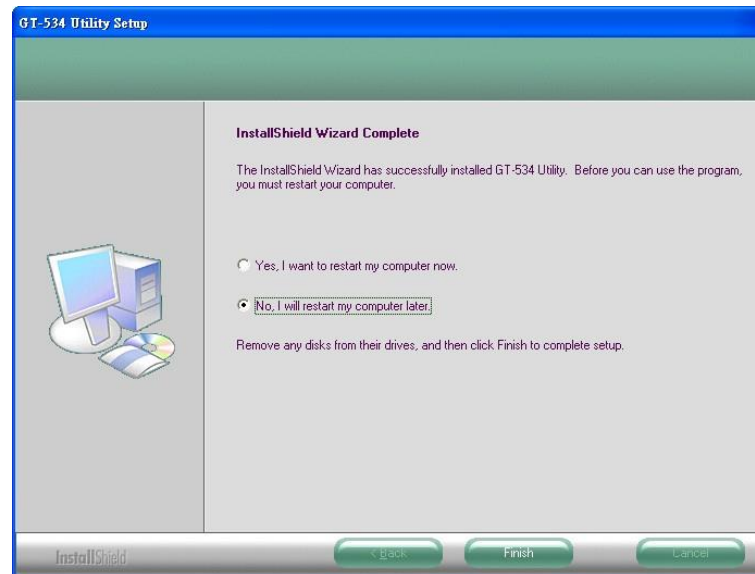 GT-534 Utility Setup
InstallShield Wizard Complete
The InstallShield Wizard has successfully installed GT-534 Utility. Before you can use the program,
you must restart your computer.
Yes, I want to restart my computer now.
No, I will restart my computer later.
Remove any disks from their drives, and then click Finish to complete setup.
InstallShield
< Back
Finish
Cancel